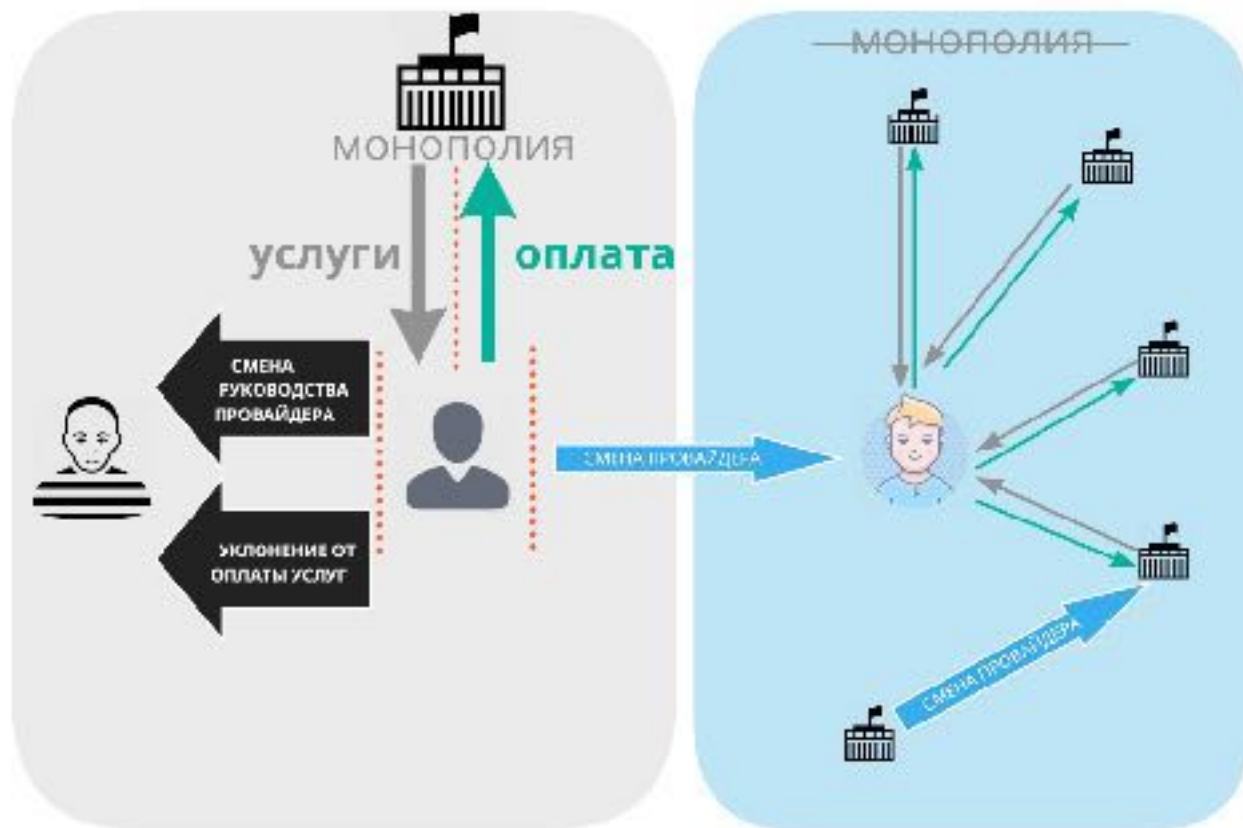 МОНОПОЛИЯ
услуги
оплата
СМЕНА
РУКОВОДСТВА
ПРОВАЙДЕРА
УКЛОНЕНИЕ ОТ
ОПЛАТЫ УСЛУГ
СМЕНА ПРОВАЙДЕРА
МОНОПОЛИЯ
СМЕНА ПРОВАЙДЕРА